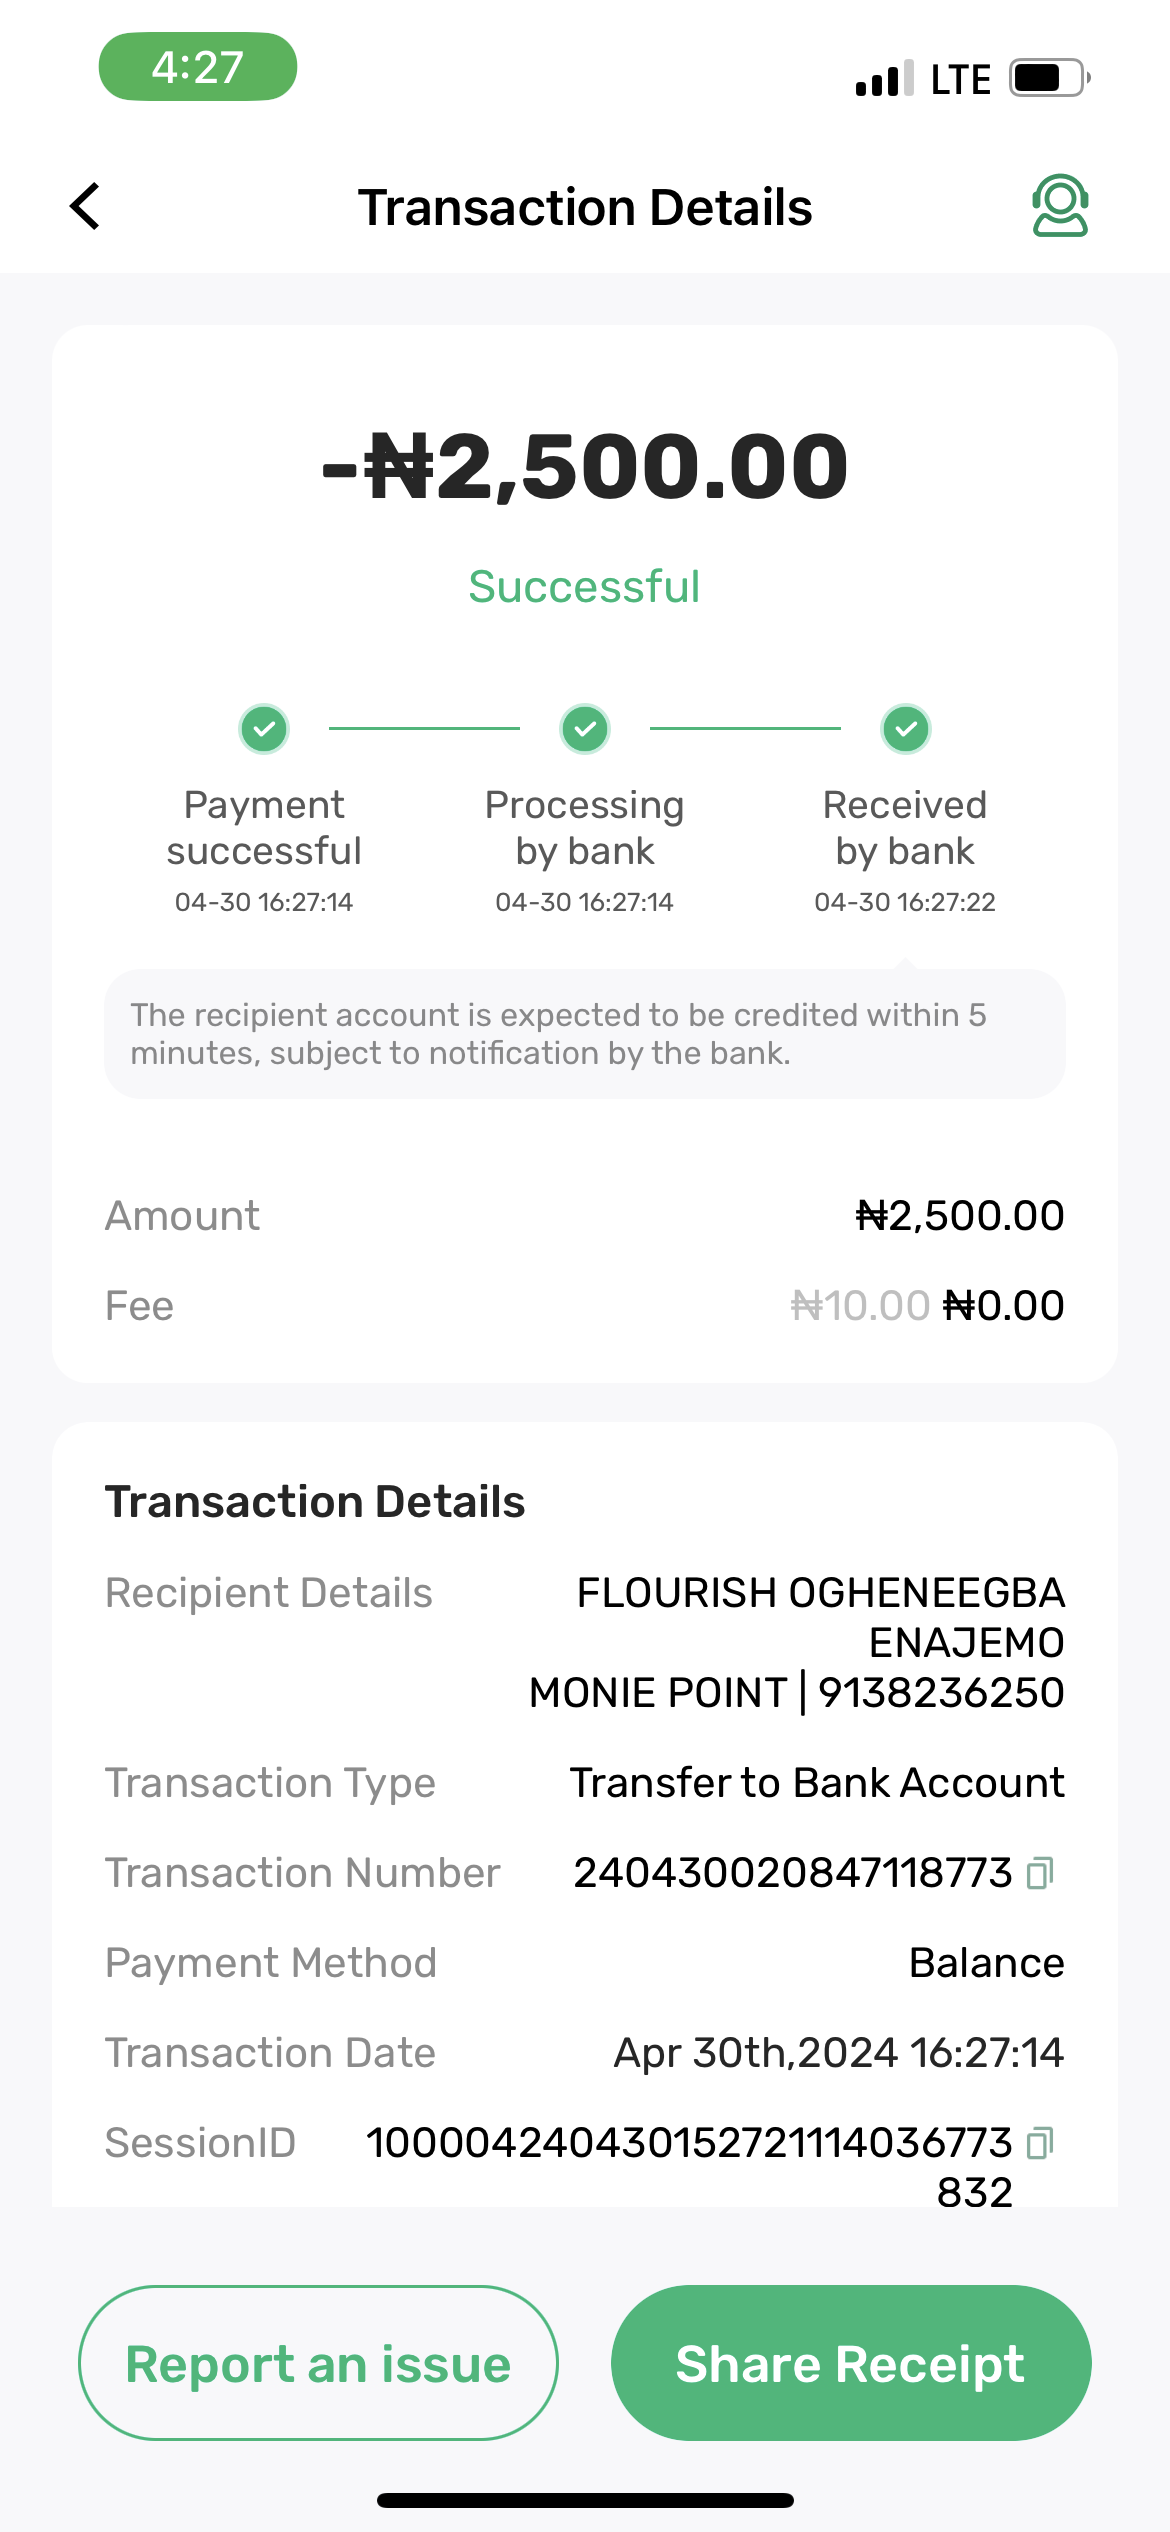 4:27
LTE
Transaction Details
-₦2,500.00
Successful
Payment successful
Processing by bank
Received by bank
04-30 16:27:14
04-30 16:27:14
04-30 16:27:22
The recipient account is expected to be credited within 5
minutes, subject to notification by the bank.
Amount ₦2,500.00
Fee ₦10.00 ₦0.00
Transaction Details
Recipient Details FLOURISH OGHENEEGBA
ENAJEMO
MONIE POINT | 9138236250
Transaction Type Transfer to Bank Account
Transaction Number 240430020847118773
Payment Method Balance
Transaction Date Apr 30th,2024 16:27:14
SessionID 100004240430152721114036773
832
Report an issue
Share Receipt